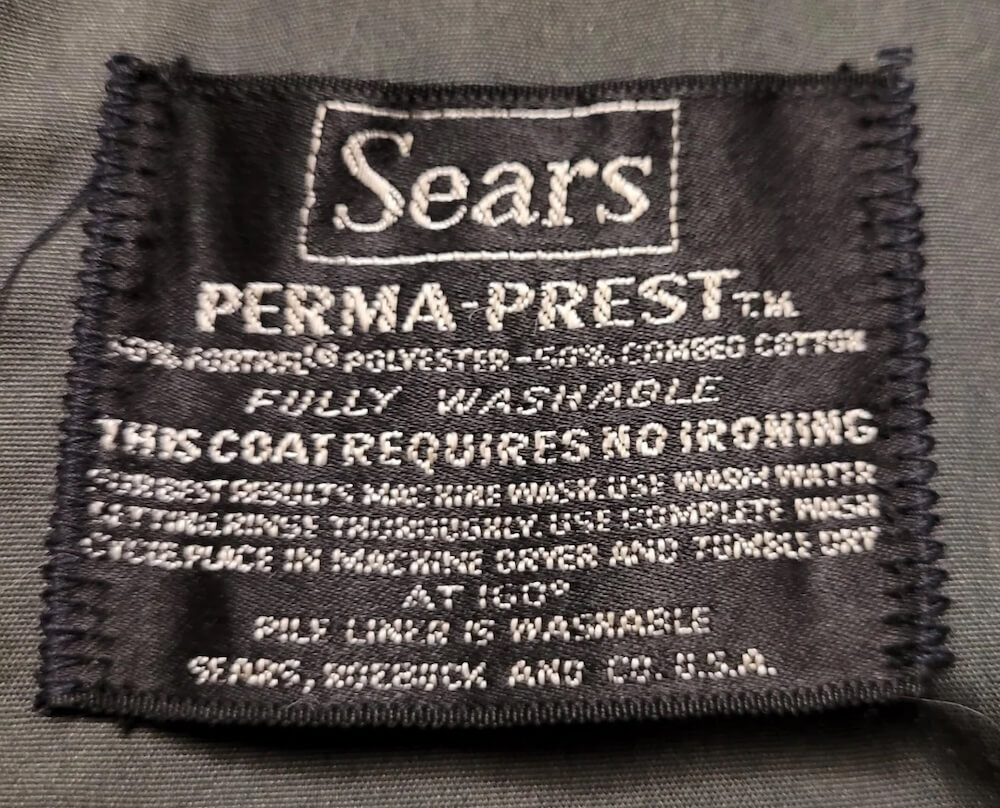 Sears
PERMA-PREST T.M.
50% FORTREL® POLYESTER-50% COMBED COTTON
FULLY WASHABLE
THIS COAT REQUIRES NO IRONING
FOR BEST RESULTS MACHINE WASH. USE WARM WATER
SETTING. RINSE THOROUGHLY. USE COMPLETE WASH
CYCLE. PLACE IN MACHINE DRYER AND TUMBLE DRY
AT 160°
PILE LINER IS WASHABLE
SEARS, ROEBUCK AND CO. U.S.A.